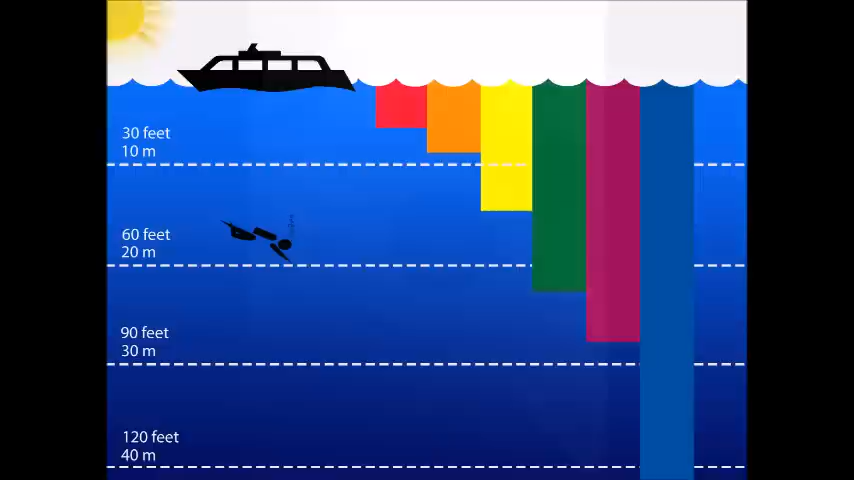 30 feet
10 m
60 feet
20 m
90 feet
30 m
120 feet
40 m